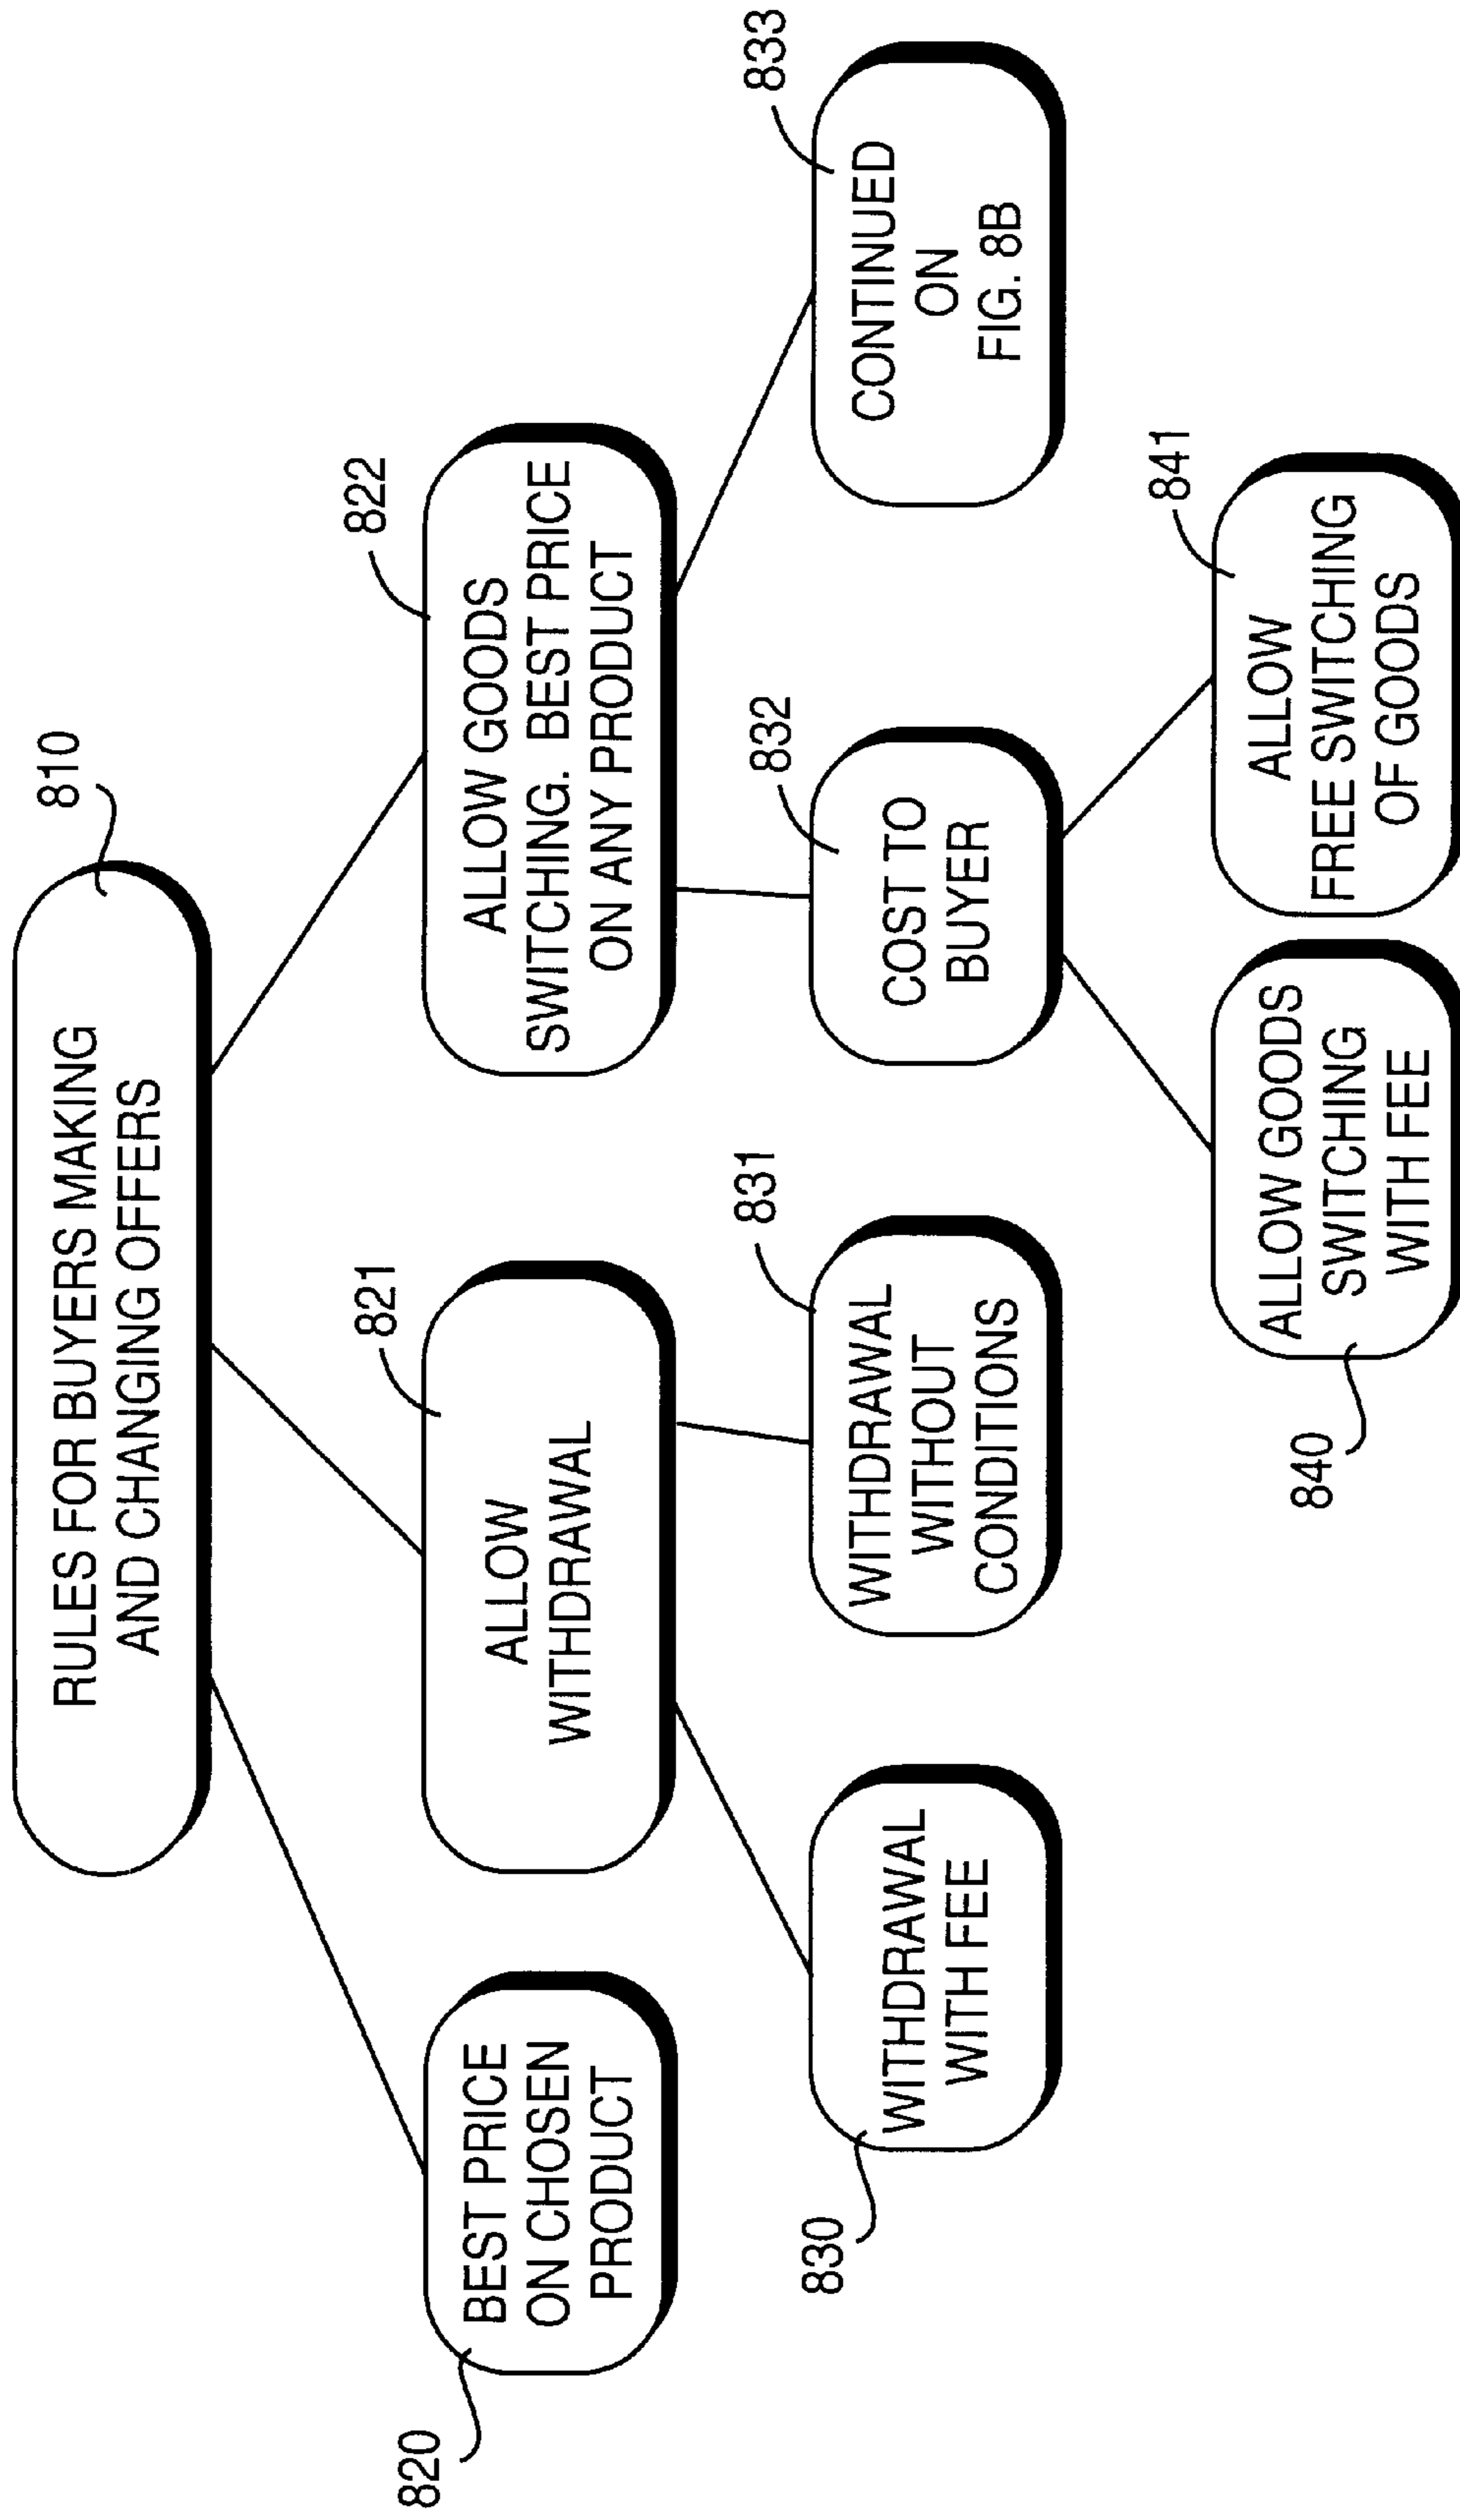 810
RULES FOR BUYERS MAKING
AND CHANGING OFFERS
820
BEST PRICE
ON CHOSEN
PRODUCT
821
ALLOW
WITHDRAWAL
822
ALLOW GOODS
SWITCHING. BEST PRICE
ON ANY PRODUCT
830
WITHDRAWAL
WITH FEE
831
WITHDRAWAL
WITHOUT
CONDITIONS
832
COST TO
BUYER
833
CONTINUED
ON
FIG. 8B
840
ALLOW GOODS
SWITCHING
WITH FEE
841
ALLOW
FREE SWITCHING
OF GOODS